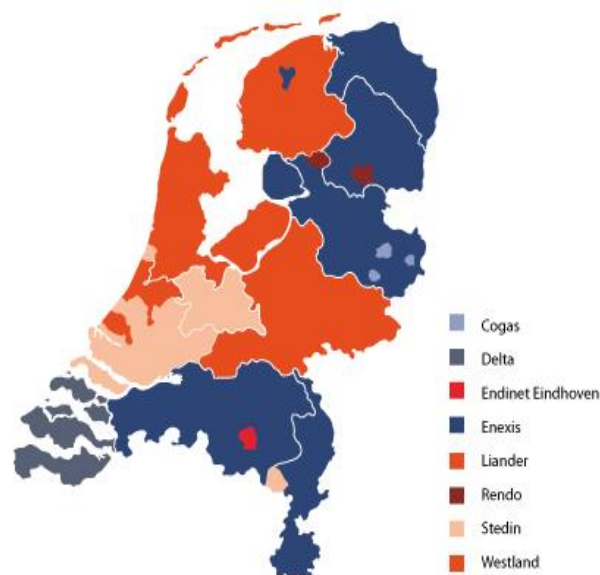 Cogas
Delta
Endinet Eindhoven
Enexis
Liander
Rendo
Stedin
Westland